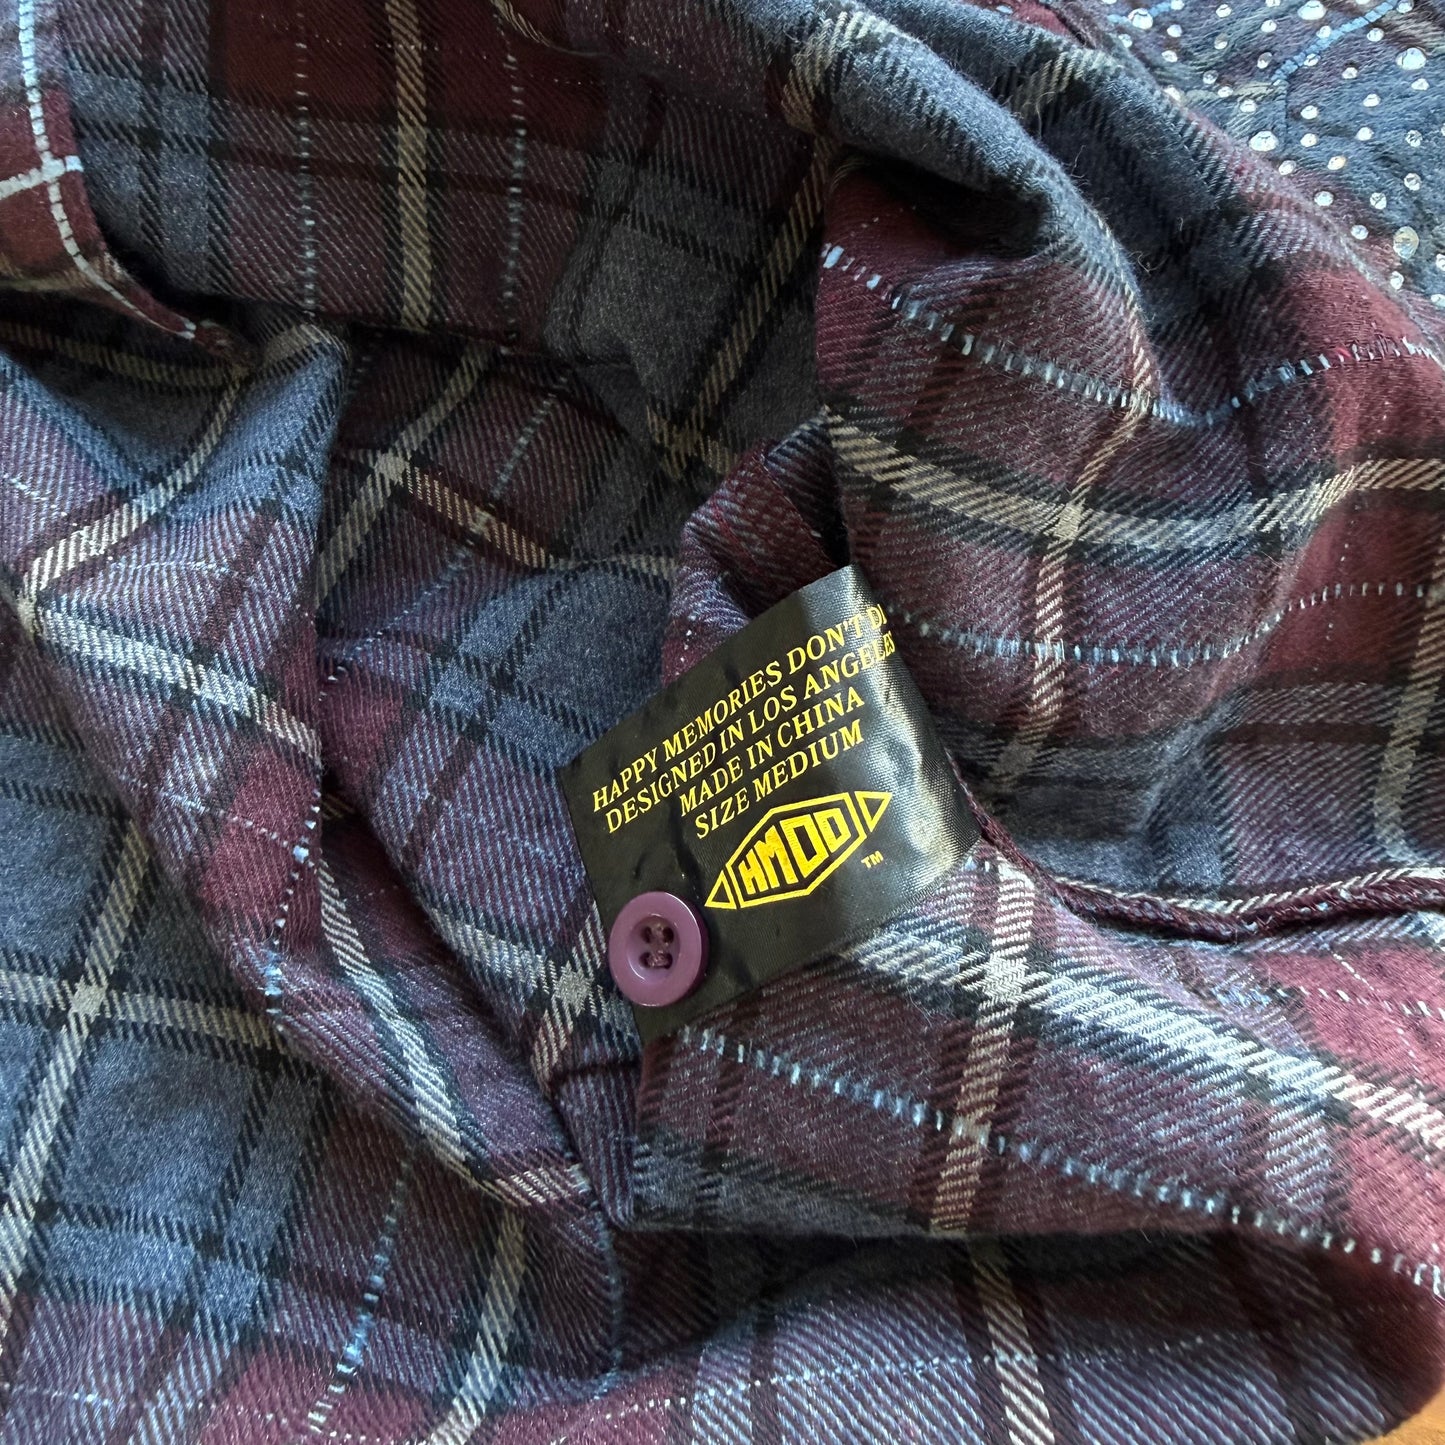 HAPPY MEMORIES DON'T DI
DESIGNED IN LOS ANGELES
MADE IN CHINA
SIZE MEDIUM
HMDD
TM